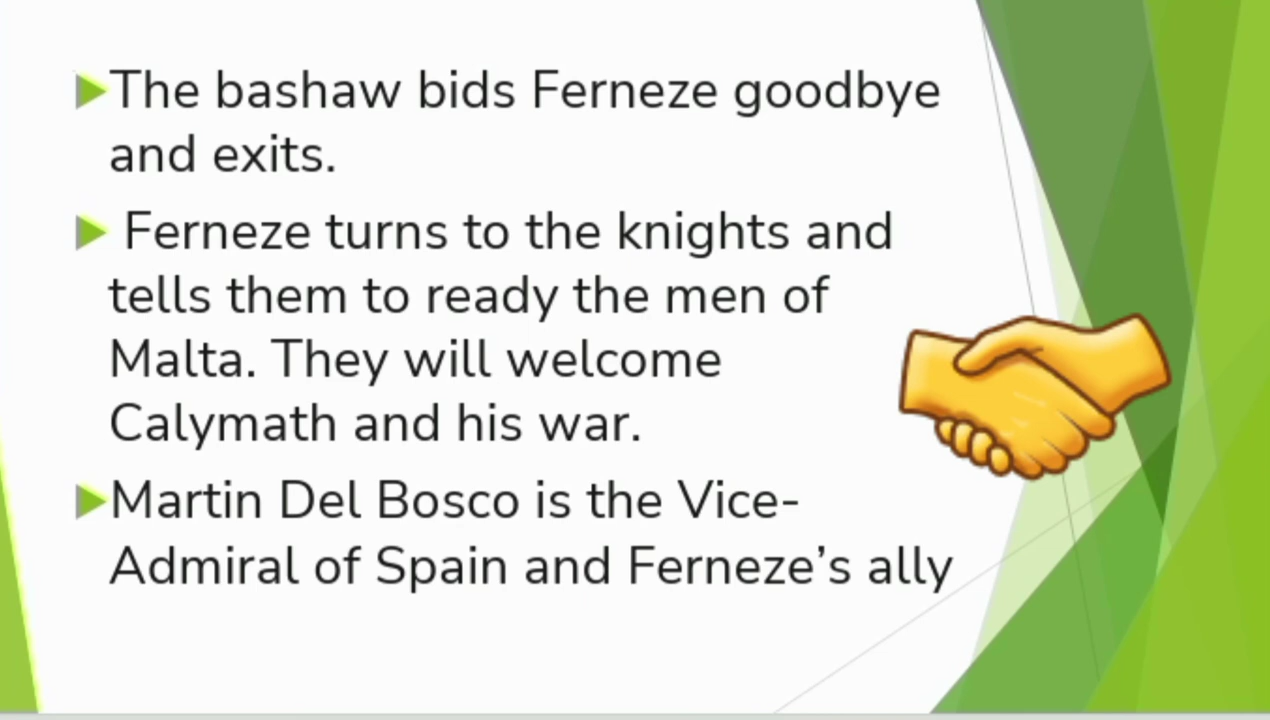 The bashaw bids Ferneze goodbye
and exits.
Ferneze turns to the knights and
tells them to ready the men of
Malta. They will welcome
Calymath and his war.
Martin Del Bosco is the Vice-
Admiral of Spain and Ferneze’s ally